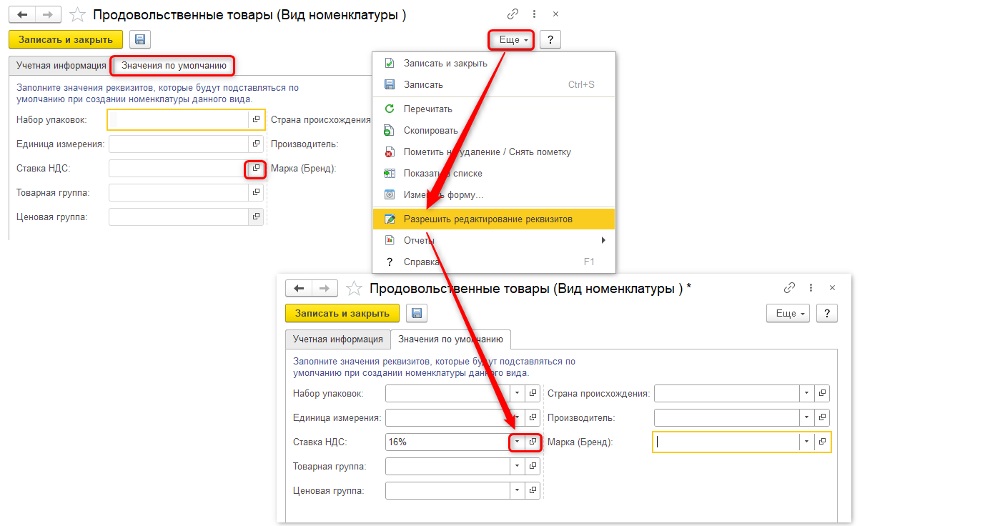 Продовольственные товары (Вид номенклатуры )
Записать и закрыть
Еще
?
Учетная информация
Значения по умолчанию
Заполните значения реквизитов, которые будут подставляться по
умолчанию при создании номенклатуры данного вида.
Набор упаковок:
Страна происхождения
Единица измерения:
Производитель:
Ставка НДС:
Марка (Бренд):
Товарная группа:
Ценовая группа:
Записать и закрыть
Записать Ctrl+S
Перечитать
Скопировать
Пометить на удаление / Снять пометку
Показать в списке
Изменить форму...
Разрешить редактирование реквизитов
Отчеты
? Справка F1
Продовольственные товары (Вид номенклатуры ) *
Записать и закрыть
Еще
?
Учетная информация
Значения по умолчанию
Заполните значения реквизитов, которые будут подставляться по
умолчанию при создании номенклатуры данного вида.
Набор упаковок:
Страна происхождения:
Единица измерения:
Производитель:
Ставка НДС: 16%
Марка (Бренд):
Товарная группа:
Ценовая группа: